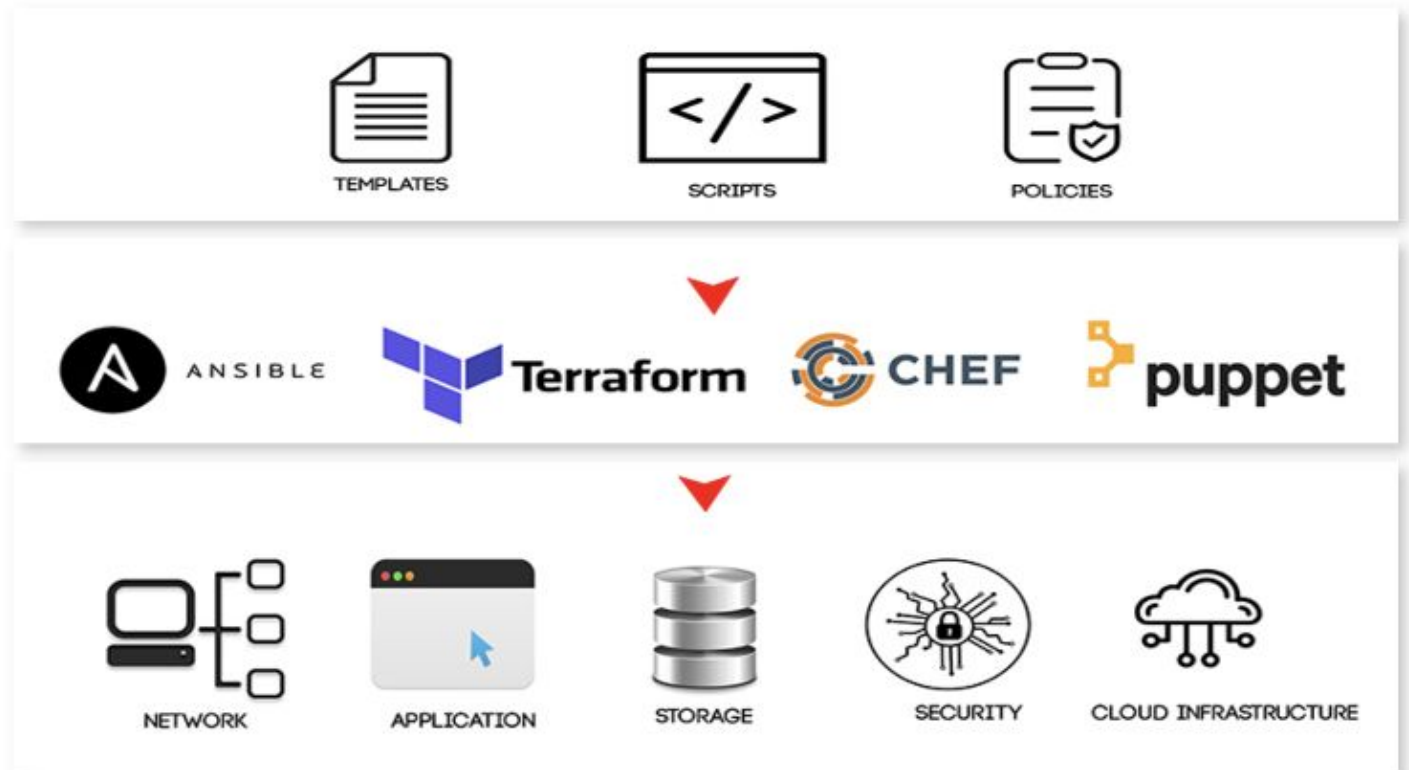 TEMPLATES
</>
SCRIPTS
POLICIES
A ANSIBLE
Terraform
CHEF
puppet
NETWORK
APPLICATION
STORAGE
SECURITY
CLOUD INFRASTRUCTURE